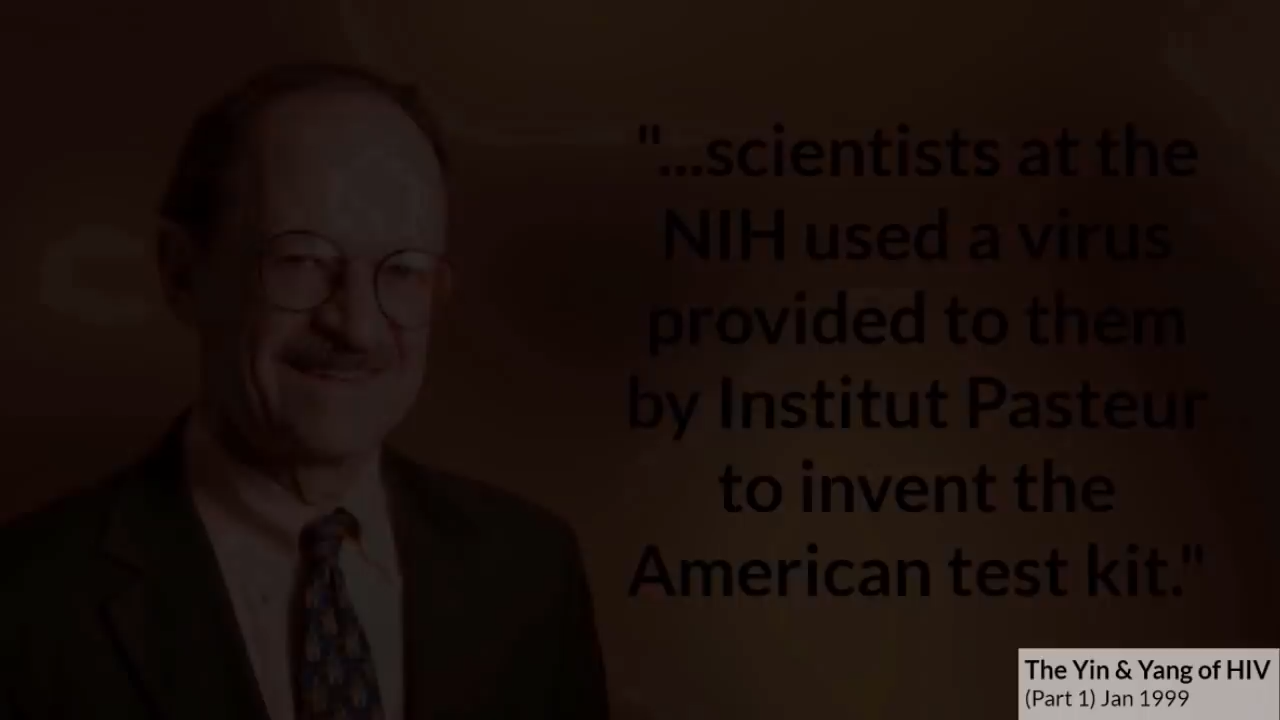 "...scientists at the
NIH used a virus
provided to them
by Institut Pasteur
to invent the
American test kit."
The Yin & Yang of HIV
(Part 1) Jan 1999